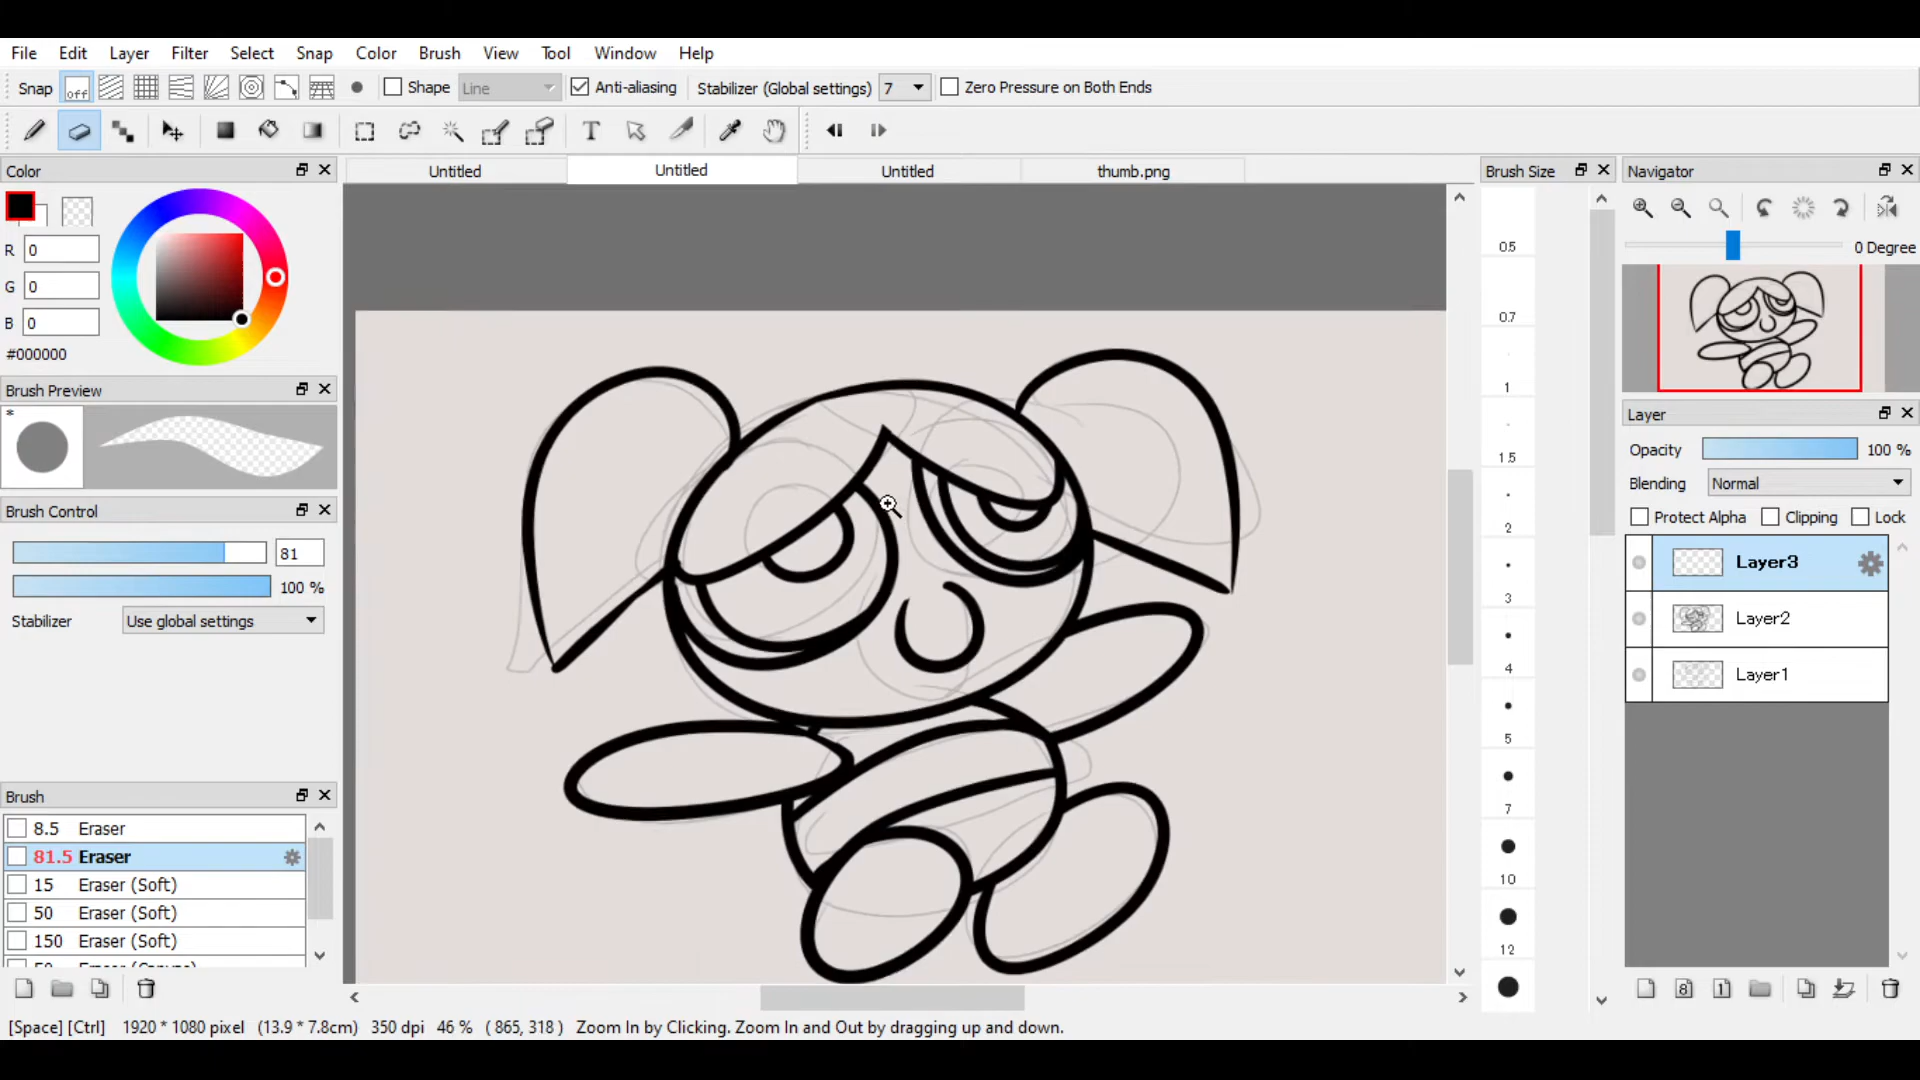 File Edit Layer Filter Select Snap Color Brush View Tool Window Help
Snap off Shape Line Anti-aliasing Stabilizer (Global settings) 7 Zero Pressure on Both Ends
Color
Untitled
Untitled
Untitled
thumb.png
Brush Size
Navigator
R 0
G 0
B 0
#000000
0 Degree
Brush Preview
*
Brush Control
81
100 %
Stabilizer Use global settings
Brush
8.5 Eraser
81.5 Eraser
15 Eraser (Soft)
50 Eraser (Soft)
150 Eraser (Soft)
0.5
0.7
1
1.5
2
3
4
5
7
10
12
Layer
Opacity 100 %
Blending Normal
Protect Alpha Clipping Lock
Layer3
Layer2
Layer1
8 1
[Space] [Ctrl] 1920 * 1080 pixel (13.9 * 7.8cm) 350 dpi 46 % ( 865, 318 ) Zoom In by Clicking. Zoom In and Out by dragging up and down.